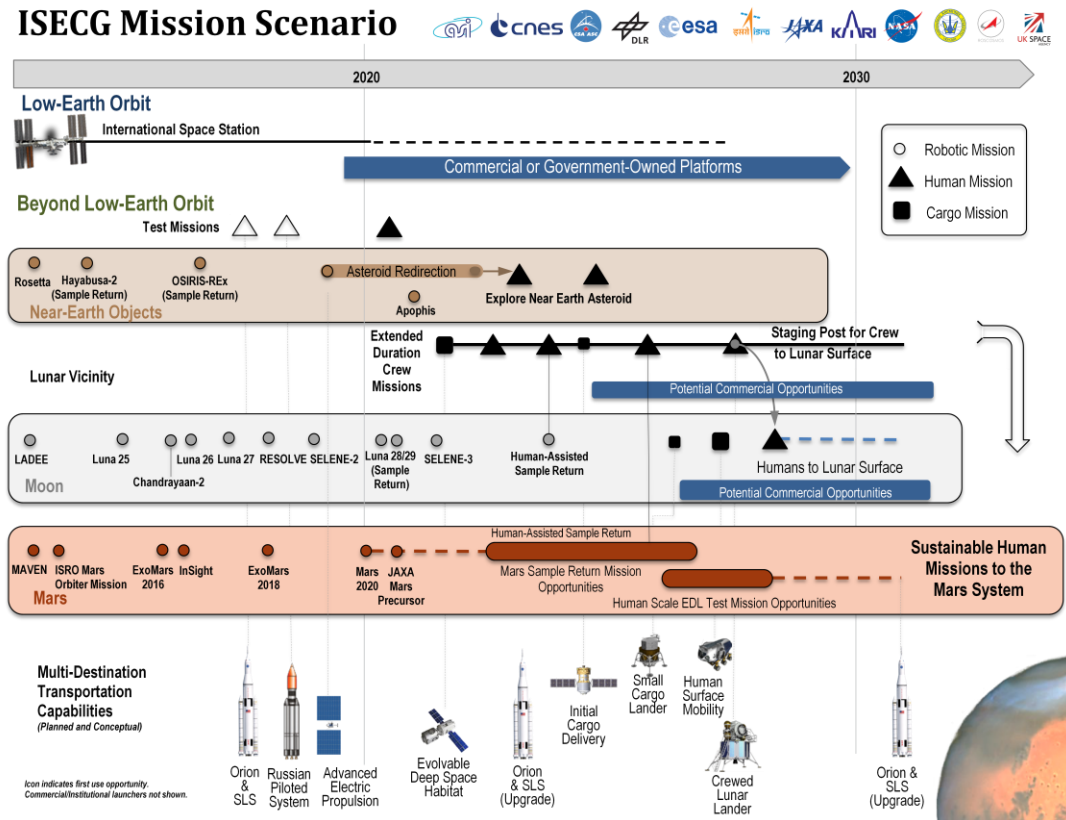 ISECG Mission Scenario
asi
cnes
DLR
esa
इसरो isro
JAXA
KARI
NASA
UK SPACE
AGENCY
2020
2030
Low-Earth Orbit
International Space Station
Commercial or Government-Owned Platforms
Robotic Mission
Human Mission
Cargo Mission
Beyond Low-Earth Orbit
Test Missions
Rosetta
Hayabusa-2
(Sample Return)
OSIRIS-REx
(Sample Return)
Asteroid Redirection
Apophis
Explore Near Earth Asteroid
Near-Earth Objects
Extended
Duration
Crew
Missions
Staging Post for Crew
to Lunar Surface
Lunar Vicinity
Potential Commercial Opportunities
LADEE
Luna 25
Chandrayaan-2
Luna 26
Luna 27
RESOLVE
SELENE-2
Luna 28/29
(Sample
Return)
SELENE-3
Human-Assisted
Sample Return
Humans to Lunar Surface
Potential Commercial Opportunities
Moon
MAVEN
ISRO Mars
Orbiter Mission
ExoMars
2016
InSight
ExoMars
2018
Mars
2020
JAXA
Mars
Precursor
Human-Assisted Sample Return
Mars Sample Return Mission
Opportunities
Human Scale EDL Test Mission Opportunities
Sustainable Human
Missions to the
Mars System
Mars
Multi-Destination
Transportation
Capabilities
(Planned and Conceptual)
Orion
&
SLS
Russian
Piloted
System
Advanced
Electric
Propulsion
Evolvable
Deep Space
Habitat
Orion
& SLS
(Upgrade)
Initial
Cargo
Delivery
Small
Cargo
Lander
Human
Surface
Mobility
Crewed
Lunar
Lander
Orion &
SLS
(Upgrade)
Icon indicates first use opportunity.
Commercial/Institutional launchers not shown.